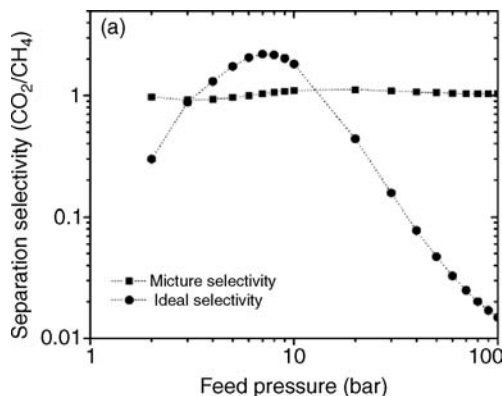 (a)
Separation selectivity (CO₂/CH₄)
10
1
0.1
0.01
Micture selectivity
Ideal selectivity
1
10
100
Feed pressure (bar)